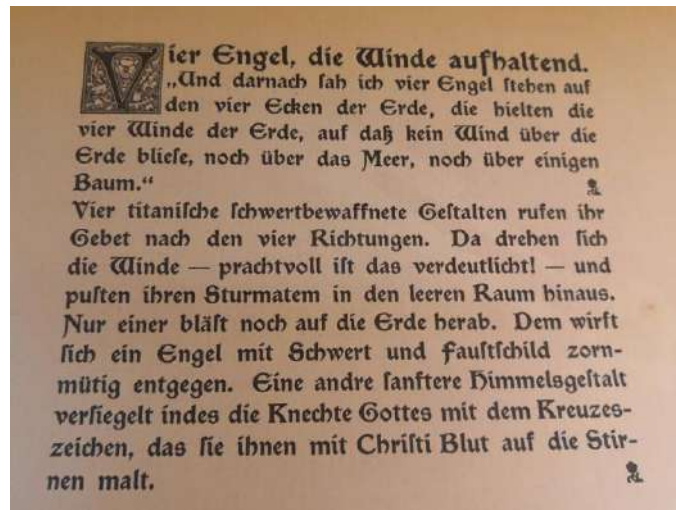 Vier Engel, die Winde aufhaltend.
„Und darnach ſah ich vier Engel ſtehen auf
den vier Ecken der Erde, die hielten die
vier Winde der Erde, auf daß kein Wind über die
Erde blieſe, noch über das Meer, noch über einigen
Baum.“
Vier titaniſche ſchwertbewaffnete Geſtalten rufen ihr
Gebet nach den vier Richtungen. Da drehen ſich
die Winde — prachtvoll iſt das verdeutlicht! — und
puſten ihren Sturmatem in den leeren Raum hinaus.
Nur einer bläſt noch auf die Erde herab. Dem wirft
ſich ein Engel mit Schwert und Fauſtſchild zorn-
mütig entgegen. Eine andre ſanftere Himmelsgeſtalt
verſiegelt indes die Knechte Gottes mit dem Kreuzes-
zeichen, das ſie ihnen mit Chriſti Blut auf die Stir-
nen malt.